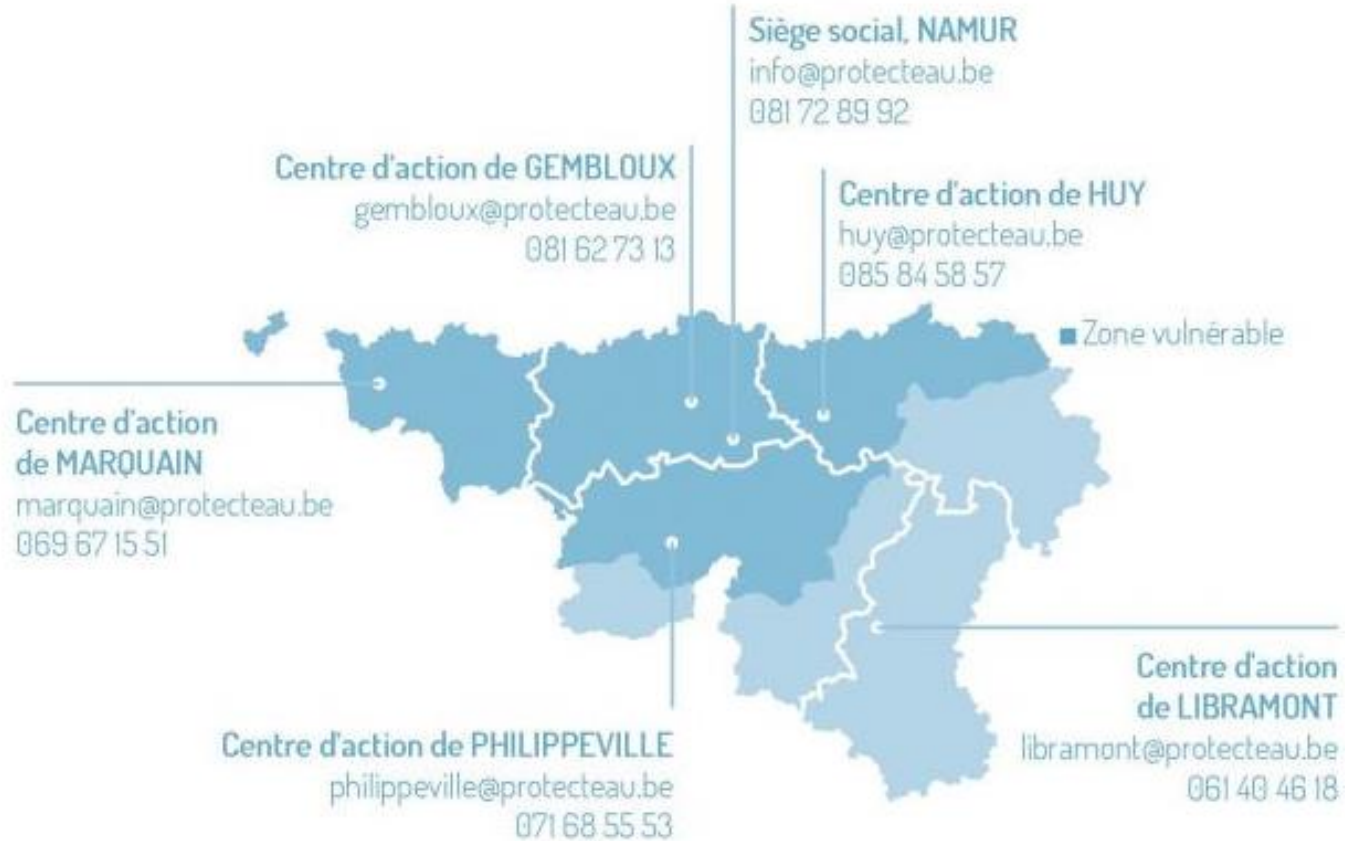 Siège social, NAMUR
info@protecteau.be
081 72 89 92
Centre d'action de GEMBLOUX
gembloux@protecteau.be
081 62 73 13
Centre d'action de HUY
huy@protecteau.be
085 84 58 57
Zone vulnérable
Centre d'action
de MARQUAIN
marquain@protecteau.be
069 67 15 51
Centre d'action
de LIBRAMONT
libramont@protecteau.be
061 40 46 18
Centre d'action de PHILIPPEVILLE
philippeville@protecteau.be
071 68 55 53